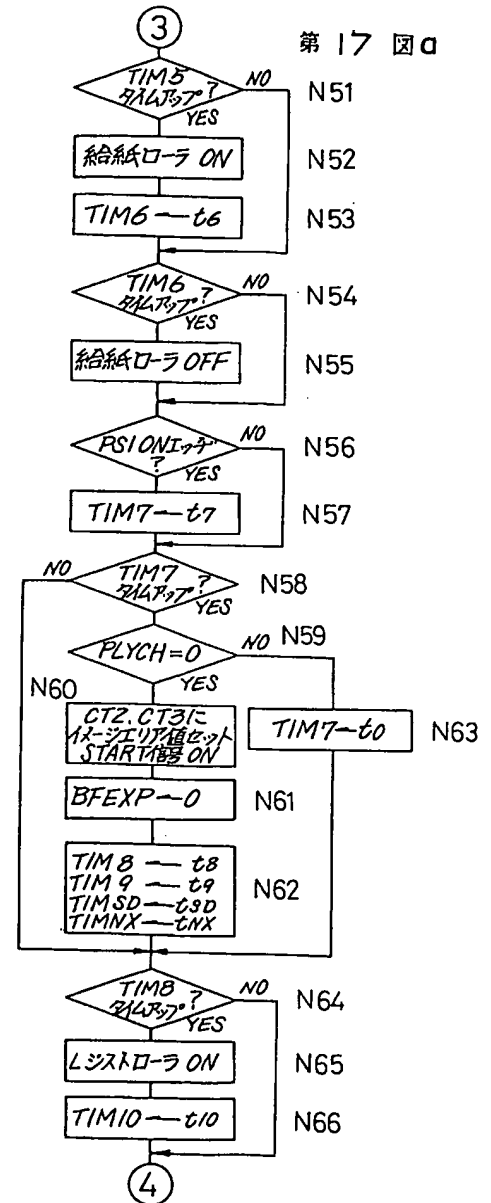 ③
第17図a
TIM5
タイムアップ?
NO
YES
N51
給紙ローラ ON
N52
TIM6←t6
N53
TIM6
タイムアップ?
NO
YES
N54
給紙ローラ OFF
N55
PS1 ONエッヂ
?
NO
YES
N56
TIM7←t7
N57
NO
TIM7
タイムアップ?
YES
N58
PLYCH=0
NO
YES
N59
N60
CT2, CT3に
イメージエリア値セット
START信号 ON
TIM7←t0
N63
BFEXP←0
N61
TIM8 ← t8
TIM9 ← t9
TIMSD←tSD
TIMNX←tNX
N62
TIM8
タイムアップ?
NO
YES
N64
レジストローラ ON
N65
TIM10←t10
N66
④